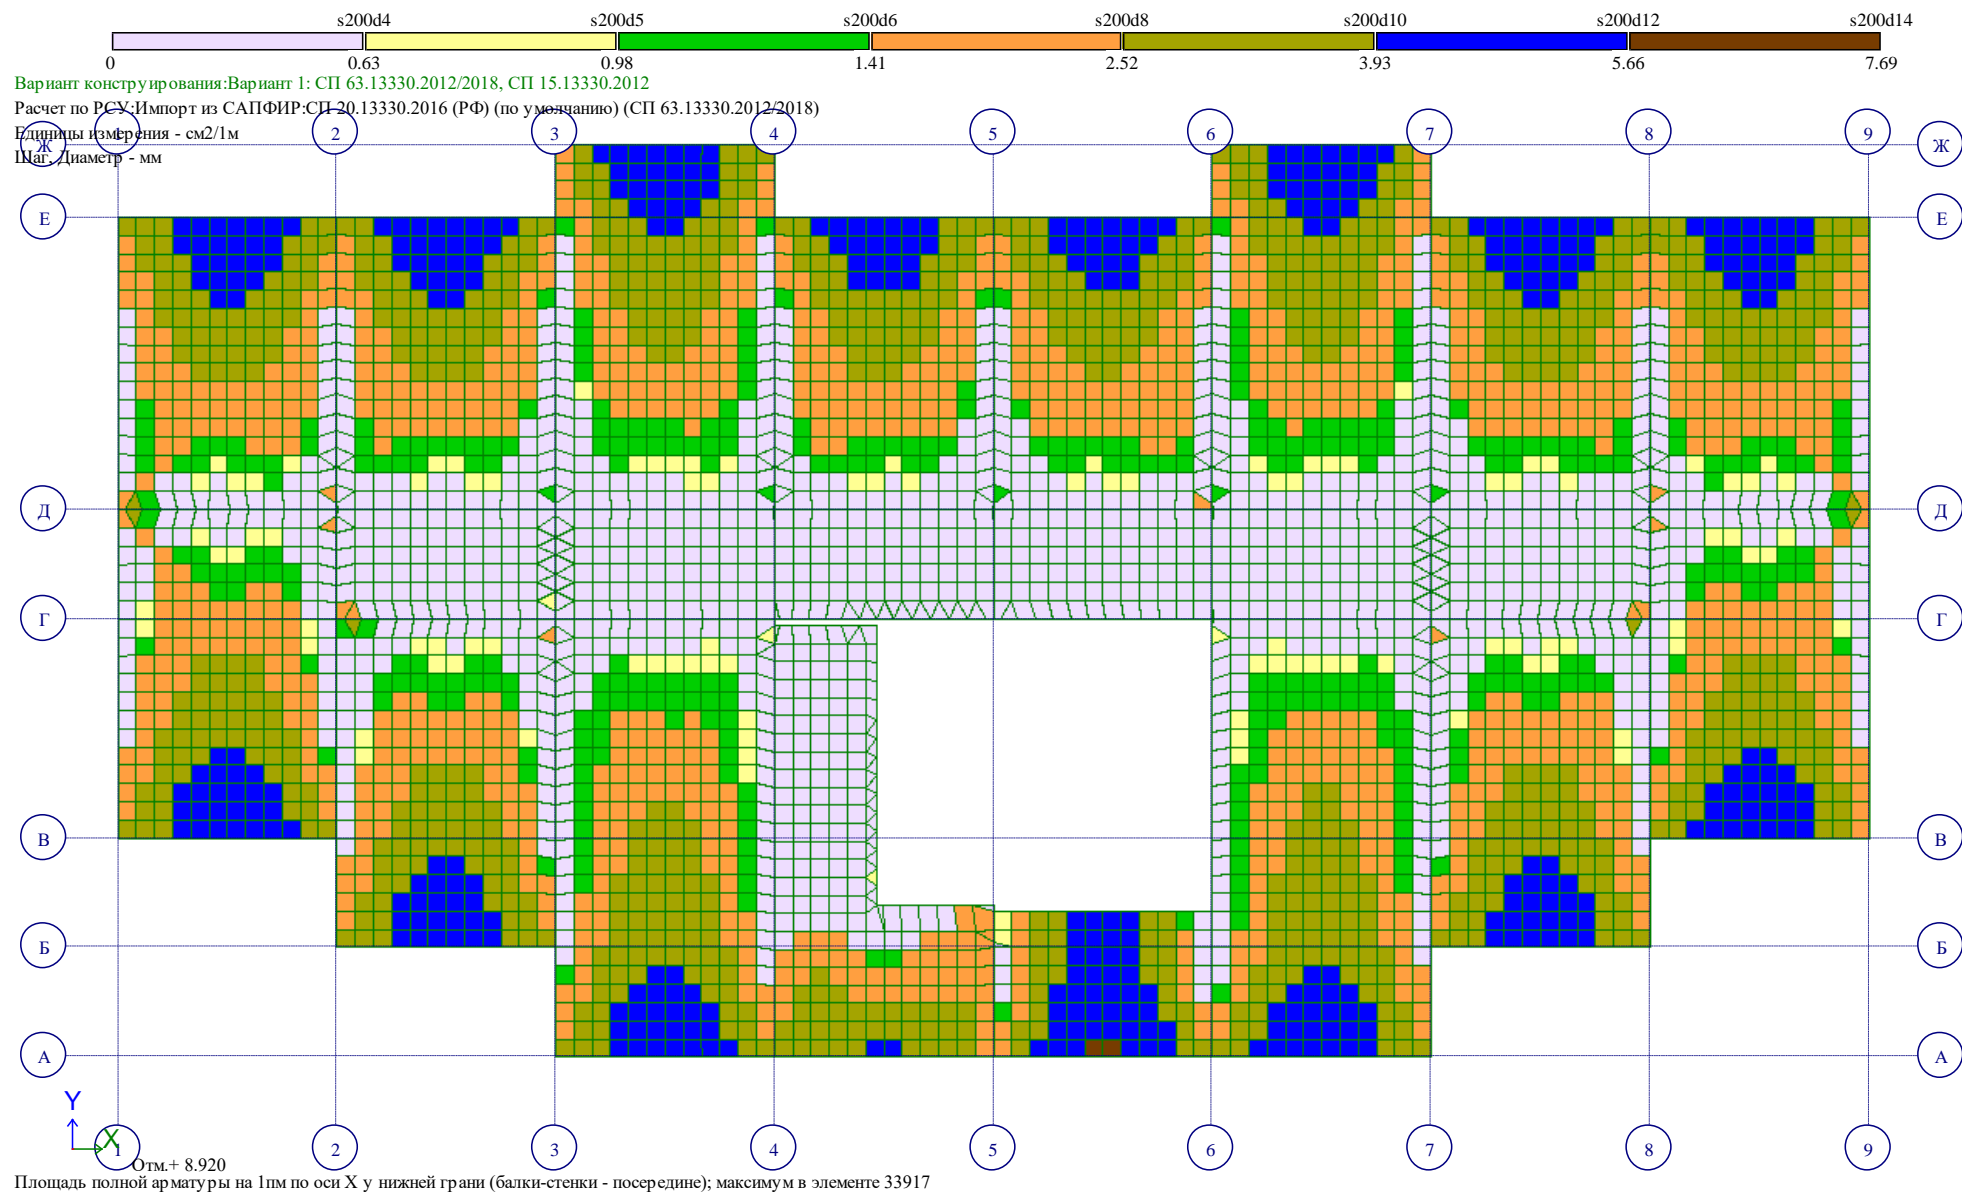 s200d4 s200d5 s200d6 s200d8 s200d10 s200d12 s200d14
0 0.63 0.98 1.41 2.52 3.93 5.66 7.69
Вариант конструирования:Вариант 1: СП 63.13330.2012/2018, СП 15.13330.2012
Расчет по РСУ:Импорт из САПФИР:СП 20.13330.2016 (РФ) (по умолчанию) (СП 63.13330.2012/2018)
Единицы измерения - см2/1м
Шаг, Диаметр - мм
1 2 3 4 5 6 7 8 9
Ж Ж
Е Е
Д Д
Г Г
В В
Б Б
А А
Y
X
1 2 3 4 5 6 7 8 9
Отм.+ 8.920
Площадь полной арматуры на 1пм по оси X у нижней грани (балки-стенки - посередине); максимум в элементе 33917